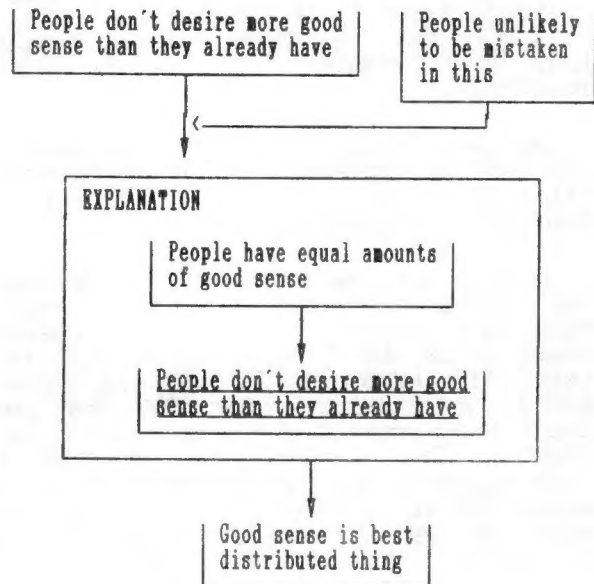 People don´t desire more good
sense than they already have
People unlikely
to be mistaken
in this
EXPLANATION
People have equal amounts
of good sense
People don´t desire more good
sense than they already have
Good sense is best
distributed thing